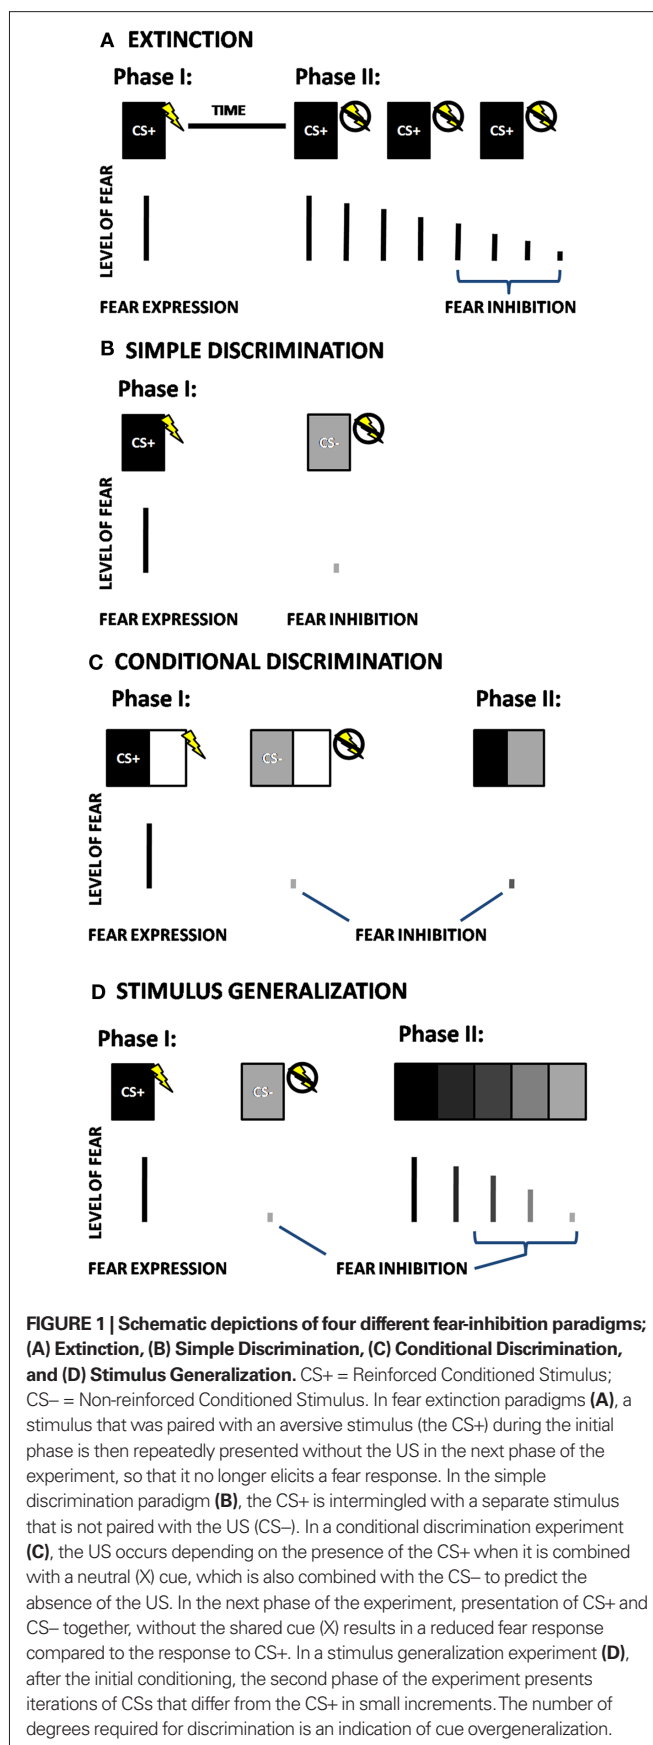 A EXTINCTION
Phase I: Phase II:
TIME
CS+ CS+ CS+ CS+
LEVEL OF FEAR
FEAR EXPRESSION FEAR INHIBITION
B SIMPLE DISCRIMINATION
Phase I:
CS+ CS-
LEVEL OF FEAR
FEAR EXPRESSION FEAR INHIBITION
C CONDITIONAL DISCRIMINATION
Phase I: Phase II:
CS+ CS-
LEVEL OF FEAR
FEAR EXPRESSION FEAR INHIBITION
D STIMULUS GENERALIZATION
Phase I: Phase II:
CS+ CS-
LEVEL OF FEAR
FEAR EXPRESSION FEAR INHIBITION
FIGURE 1 | Schematic depictions of four different fear-inhibition paradigms;
(A) Extinction, (B) Simple Discrimination, (C) Conditional Discrimination,
and (D) Stimulus Generalization. CS+ = Reinforced Conditioned Stimulus;
CS− = Non-reinforced Conditioned Stimulus. In fear extinction paradigms (A), a
stimulus that was paired with an aversive stimulus (the CS+) during the initial
phase is then repeatedly presented without the US in the next phase of the
experiment, so that it no longer elicits a fear response. In the simple
discrimination paradigm (B), the CS+ is intermingled with a separate stimulus
that is not paired with the US (CS−). In a conditional discrimination experiment
(C), the US occurs depending on the presence of the CS+ when it is combined
with a neutral (X) cue, which is also combined with the CS− to predict the
absence of the US. In the next phase of the experiment, presentation of CS+ and
CS− together, without the shared cue (X) results in a reduced fear response
compared to the response to CS+. In a stimulus generalization experiment (D),
after the initial conditioning, the second phase of the experiment presents
iterations of CSs that differ from the CS+ in small increments. The number of
degrees required for discrimination is an indication of cue overgeneralization.